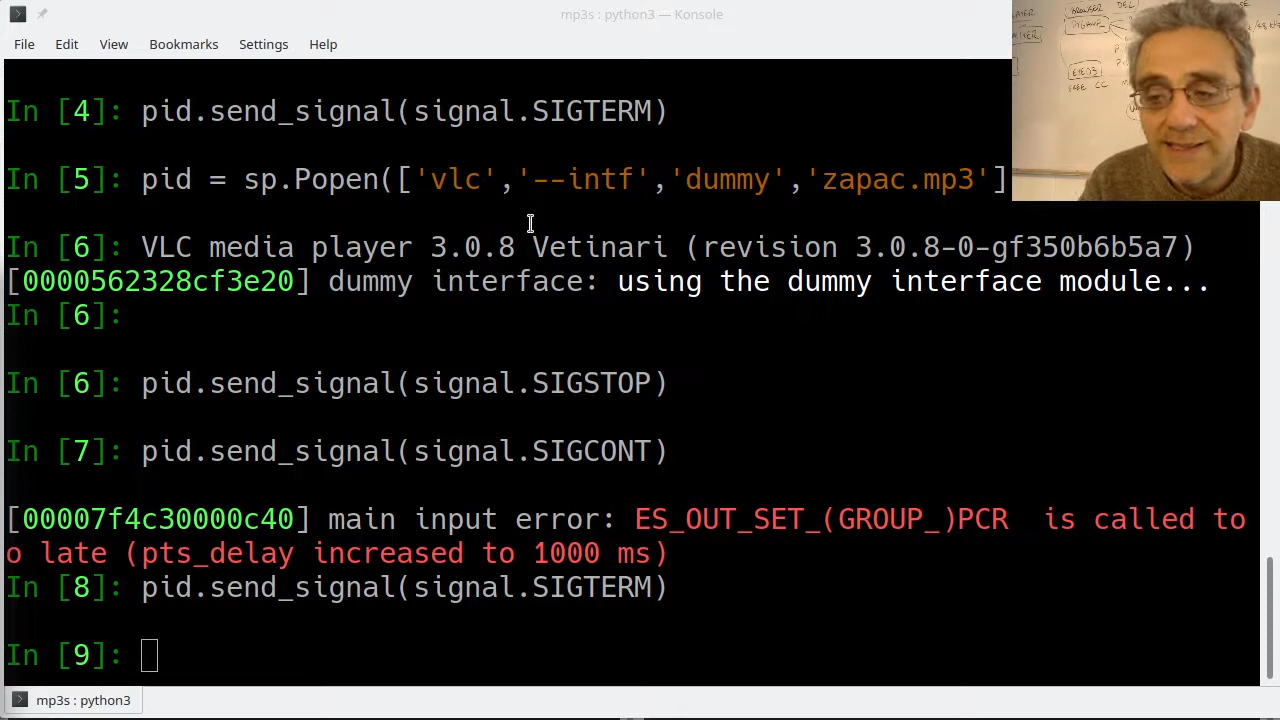 mp3s : python3 — Konsole
File Edit View Bookmarks Settings Help
In [4]: pid.send_signal(signal.SIGTERM)
In [5]: pid = sp.Popen(['vlc','--intf','dummy','zapac.mp3']
In [6]: VLC media player 3.0.8 Vetinari (revision 3.0.8-0-gf350b6b5a7)
[0000562328cf3e20] dummy interface: using the dummy interface module...
In [6]:
In [6]: pid.send_signal(signal.SIGSTOP)
In [7]: pid.send_signal(signal.SIGCONT)
[00007f4c30000c40] main input error: ES_OUT_SET_(GROUP_)PCR  is called to
o late (pts_delay increased to 1000 ms)
In [8]: pid.send_signal(signal.SIGTERM)
In [9]:
mp3s : python3
BROWSER
EYED3